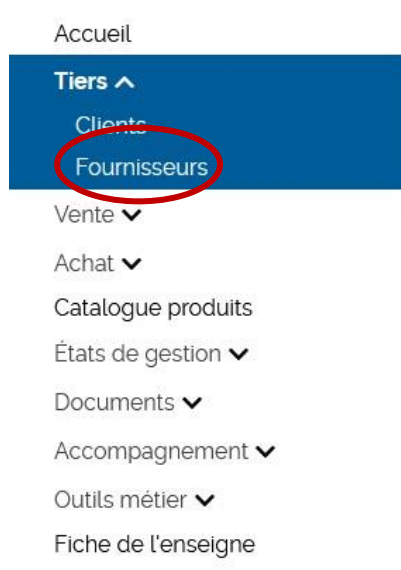 Accueil
Tiers
Clients
Fournisseurs
Vente
Achat
Catalogue produits
États de gestion
Documents
Accompagnement
Outils métier
Fiche de l'enseigne